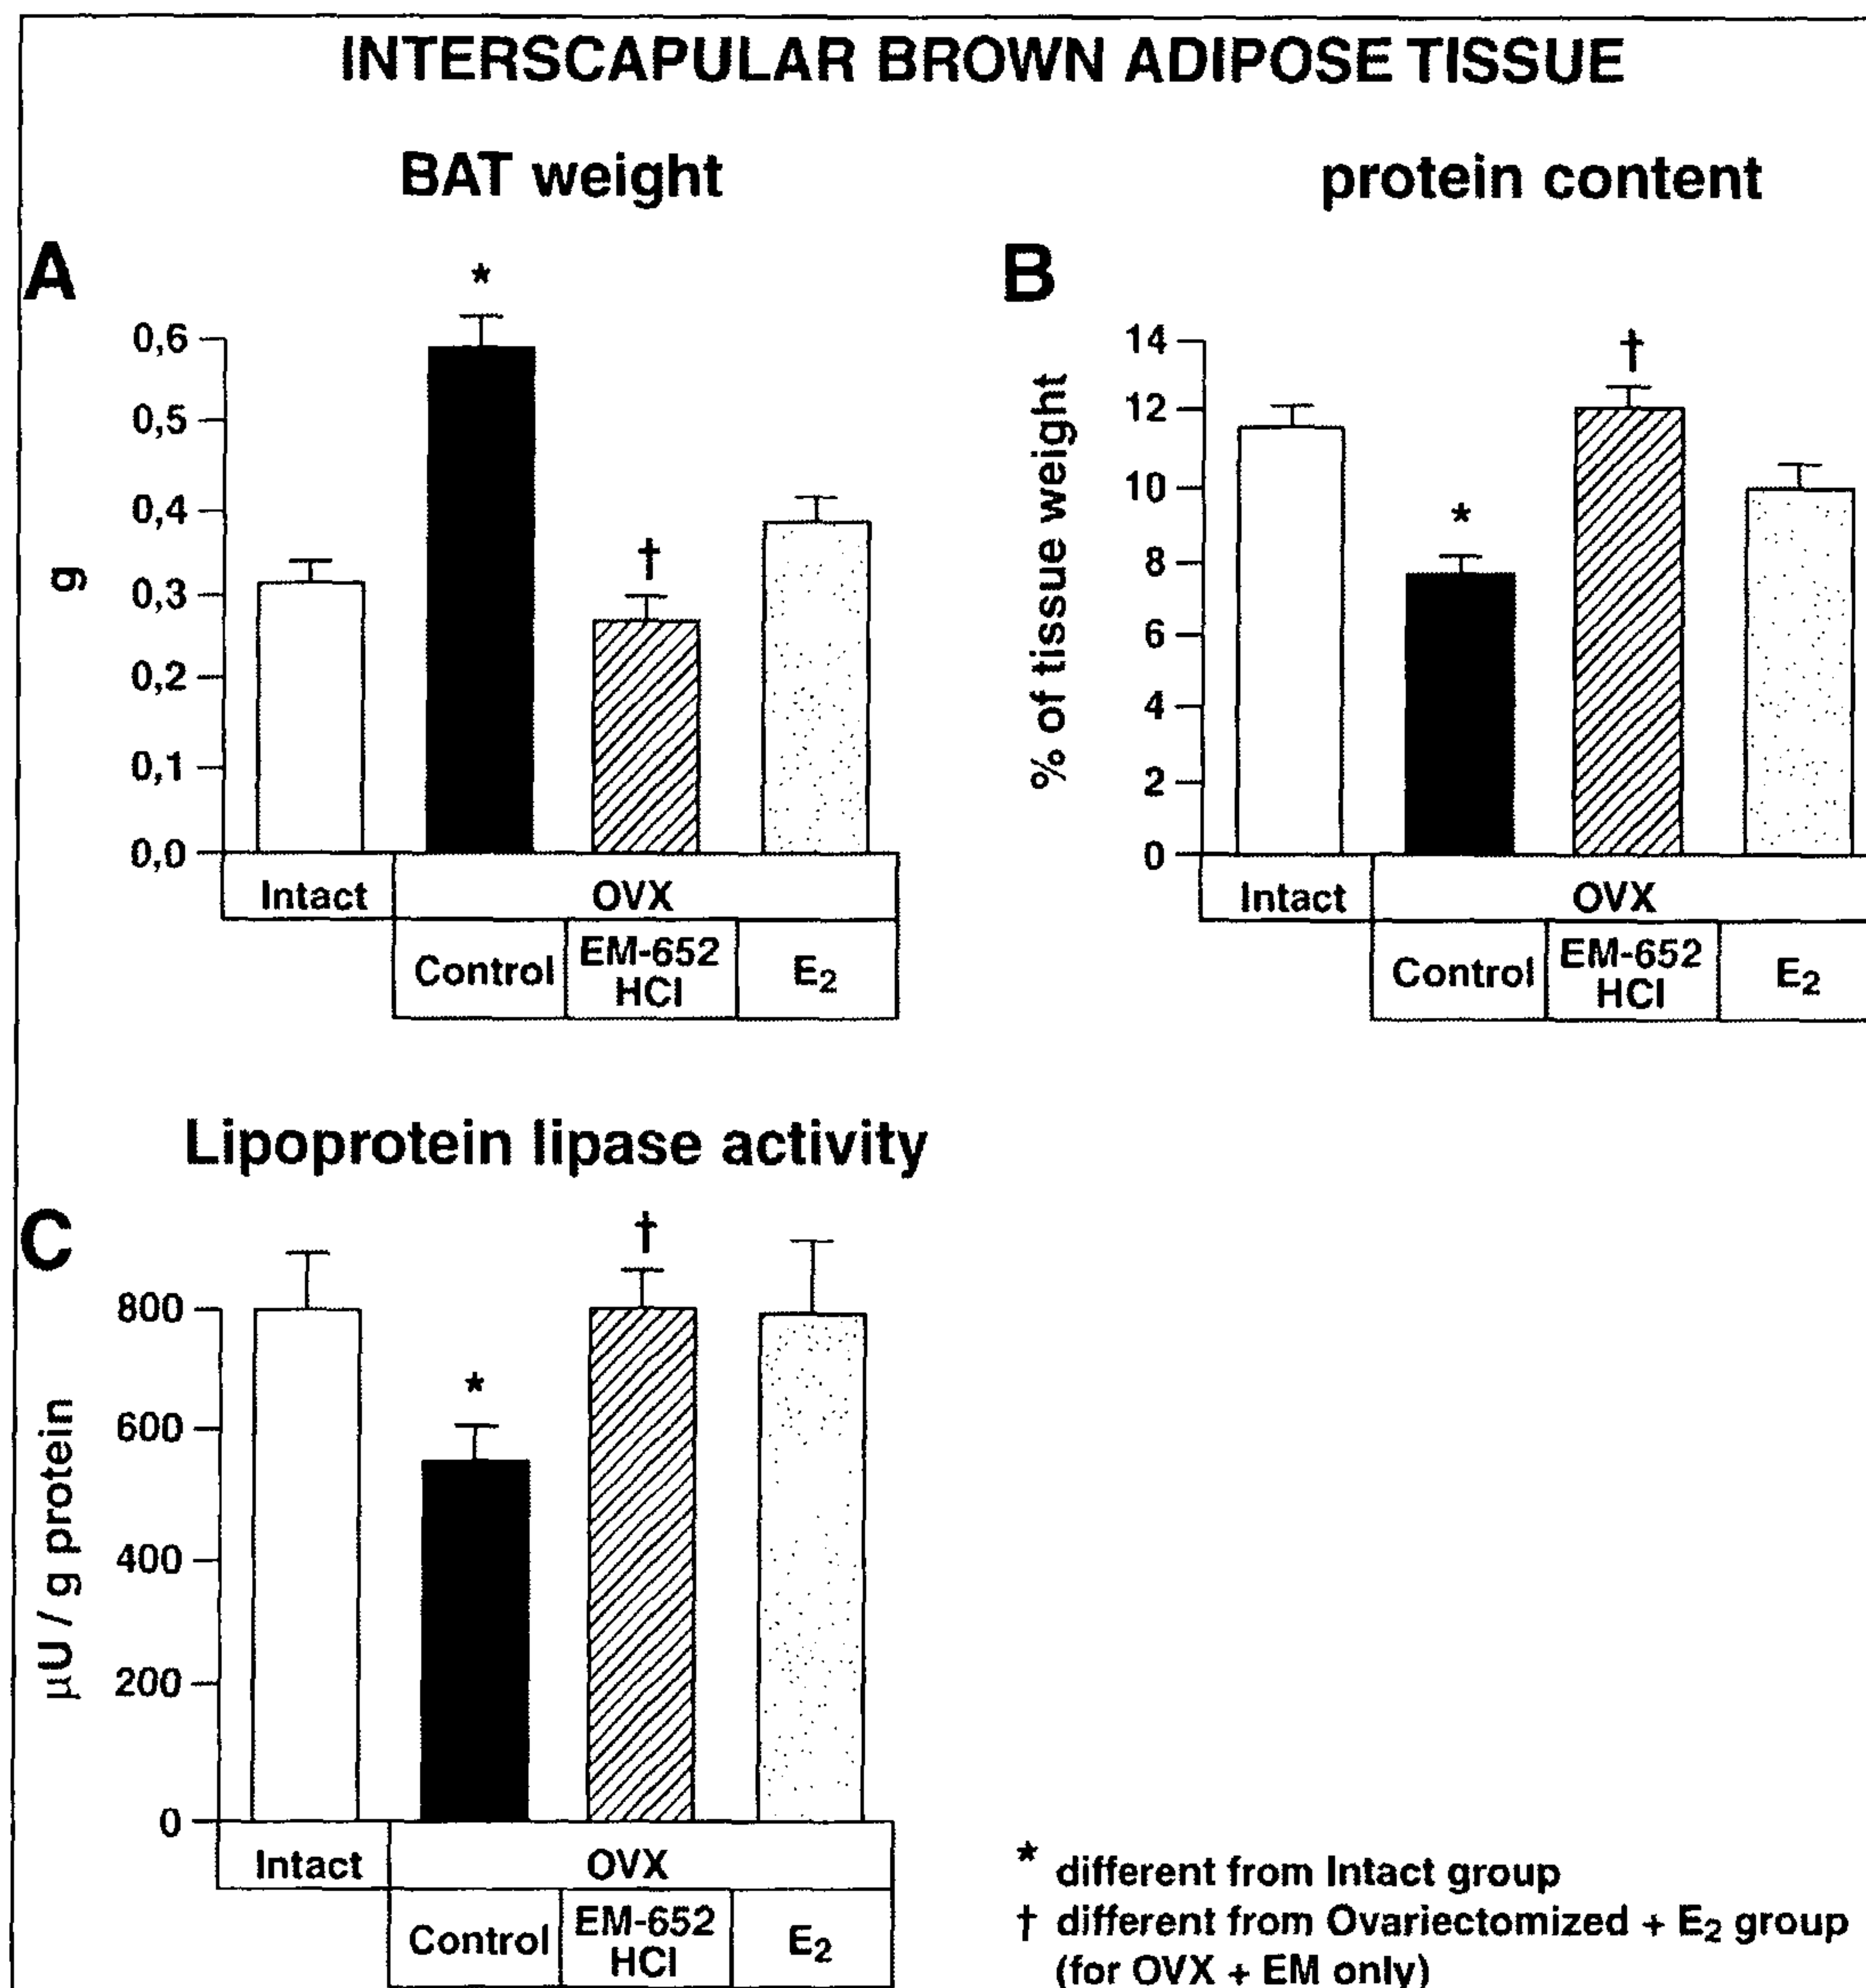 INTERSCAPULAR BROWN ADIPOSE TISSUE
BAT weight
A
*
†
0,6
0,5
0,4
0,3
0,2
0,1
0,0
g
Intact
OVX
Control
EM-652
HCl
E₂
protein content
B
†
*
14
12
10
8
6
4
2
0
% of tissue weight
Intact
OVX
Control
EM-652
HCl
E₂
Lipoprotein lipase activity
C
†
*
800
600
400
200
0
µU / g protein
Intact
OVX
Control
EM-652
HCl
E₂
* different from Intact group
† different from Ovariectomized + E₂ group
(for OVX + EM only)